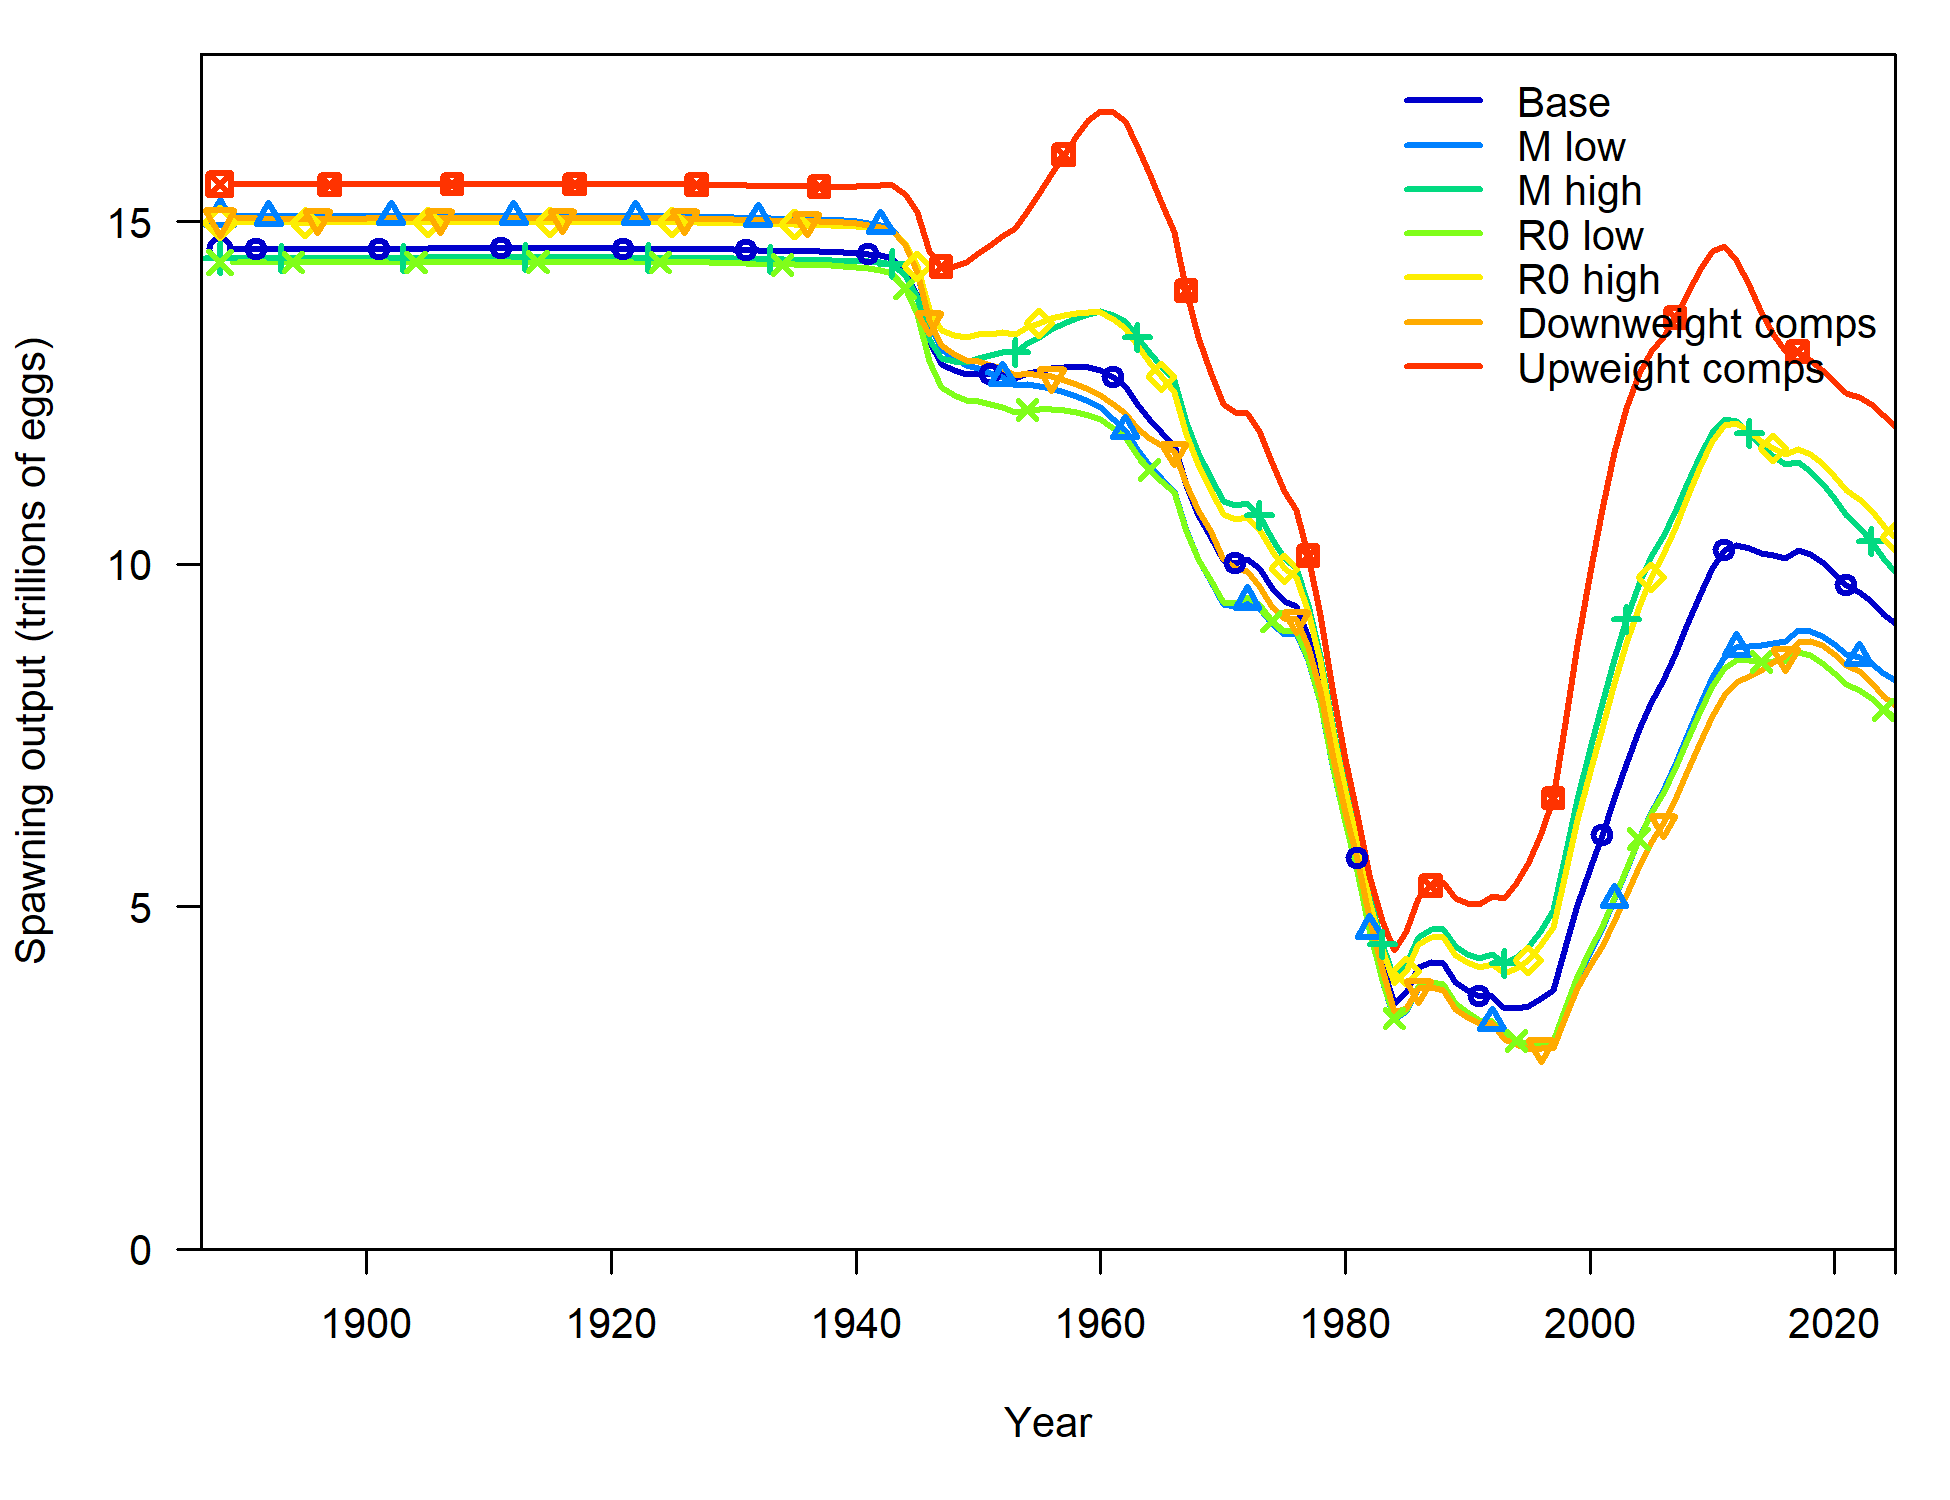 Base
M low
M high
R0 low
R0 high
Downweight comps
Upweight comps
Spawning output (trillions of eggs)
15
10
5
0
1900 1920 1940 1960 1980 2000 2020
Year